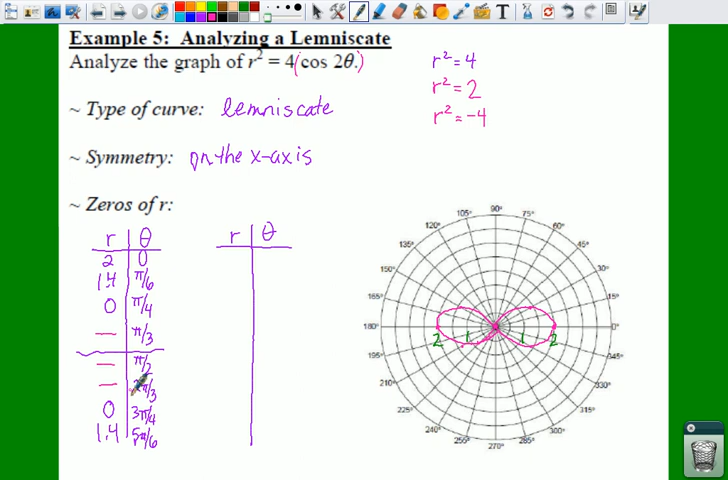 Example 5: Analyzing a Lemniscate
Analyze the graph of r² = 4(cos 2θ.)
r² = 4
r² = 2
r² = -4
~ Type of curve: lemniscate
~ Symmetry: on the x-axis
~ Zeros of r:
r θ
2 0
1.4 π/6
0 π/4
— π/3
— π/2
— 2π/3
0 3π/4
1.4 5π/6
r θ
90°
105° 75°
120° 60°
135° 45°
150° 30°
165° 15°
180° 0°
2 1 1 2
195° 345°
210° 330°
225° 315°
240° 300°
255° 285°
270°